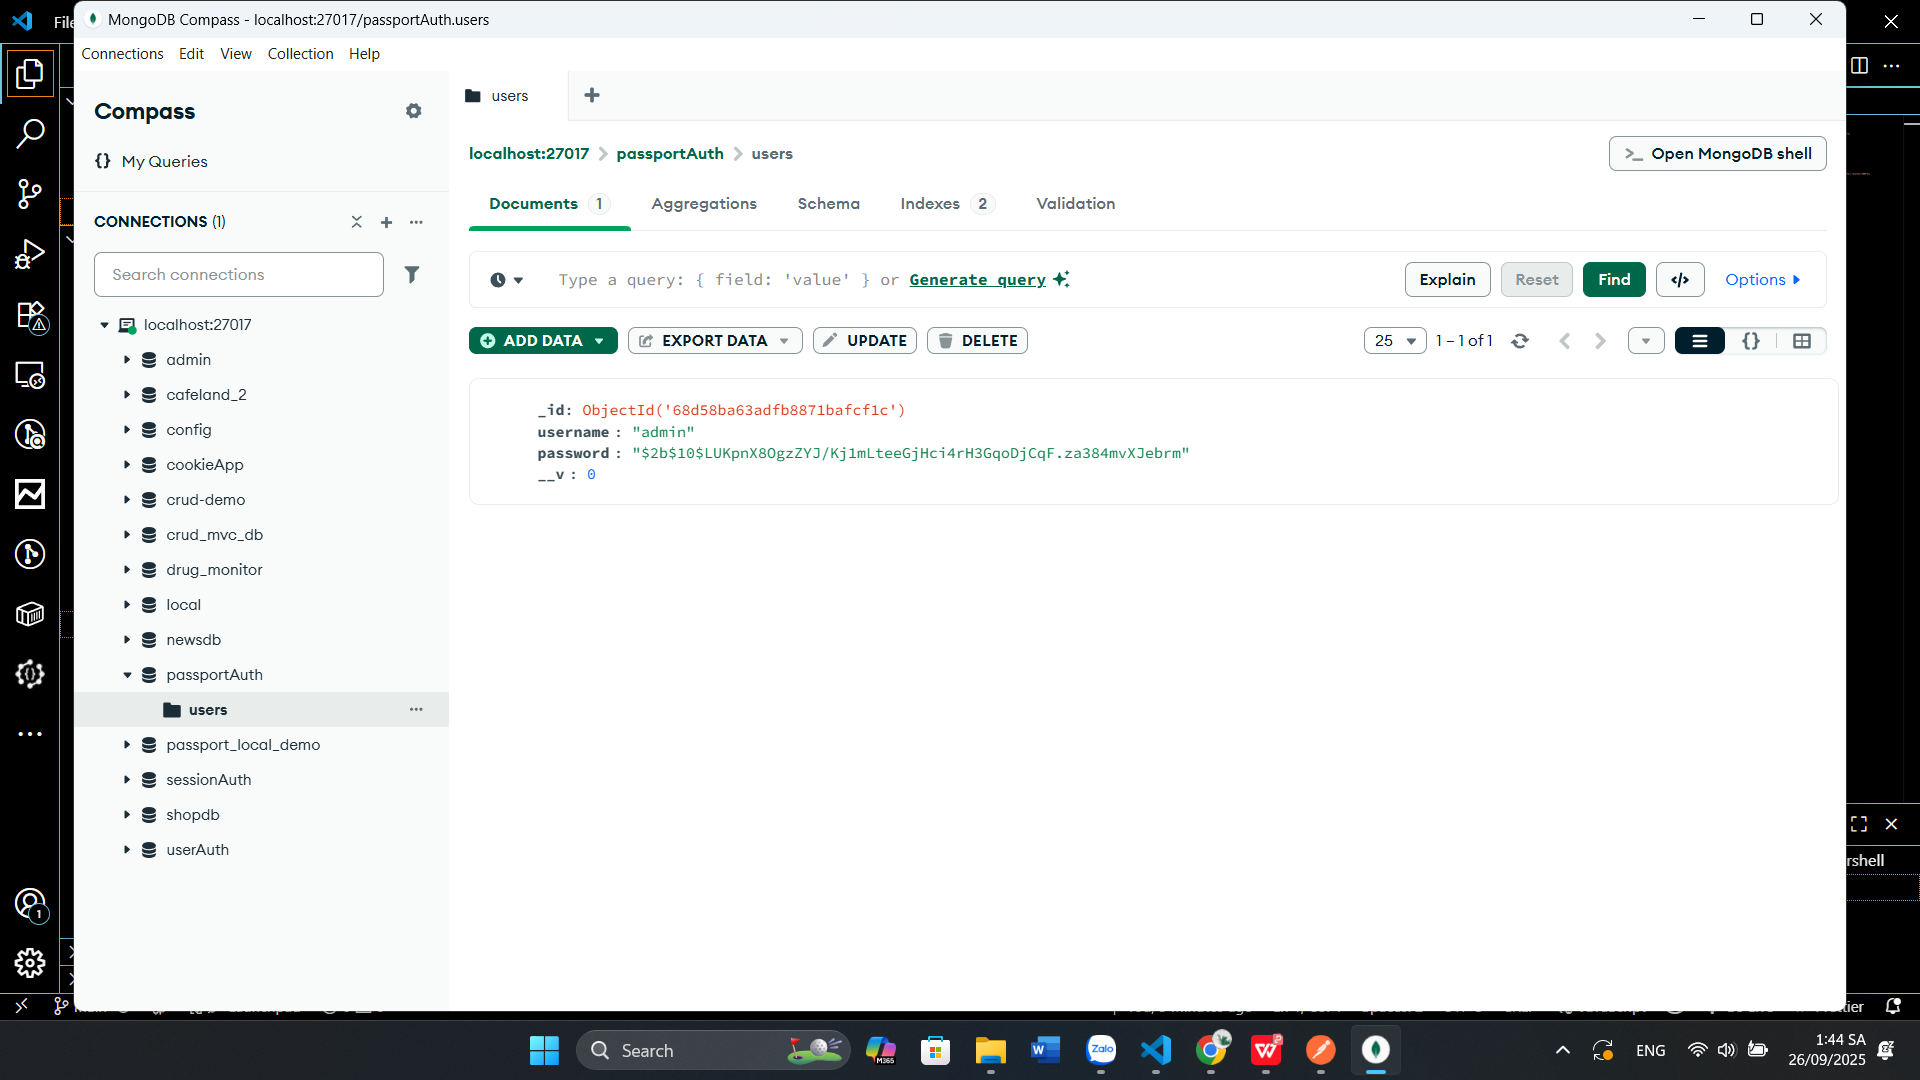 File
MongoDB Compass - localhost:27017/passportAuth.users
Connections Edit View Collection Help
Compass
My Queries
CONNECTIONS (1)
Search connections
localhost:27017
admin
cafeland_2
config
cookieApp
crud-demo
crud_mvc_db
drug_monitor
local
newsdb
passportAuth
users
passport_local_demo
sessionAuth
shopdb
userAuth
users
localhost:27017 passportAuth users
Open MongoDB shell
Documents 1 Aggregations Schema Indexes 2 Validation
Type a query: { field: 'value' } or Generate query
Explain Reset Find Options
ADD DATA EXPORT DATA UPDATE DELETE
25 1 – 1 of 1
_id: ObjectId('68d58ba63adfb8871bafcf1c')
username : "admin"
password : "$2b$10$LUKpnX8OgzZYJ/Kj1mLteeGjHci4rH3GqoDjCqF.za384mvXJebrm"
__v : 0
rshell
1
Search
M365
Zalo
ENG
1:44 SA
26/09/2025